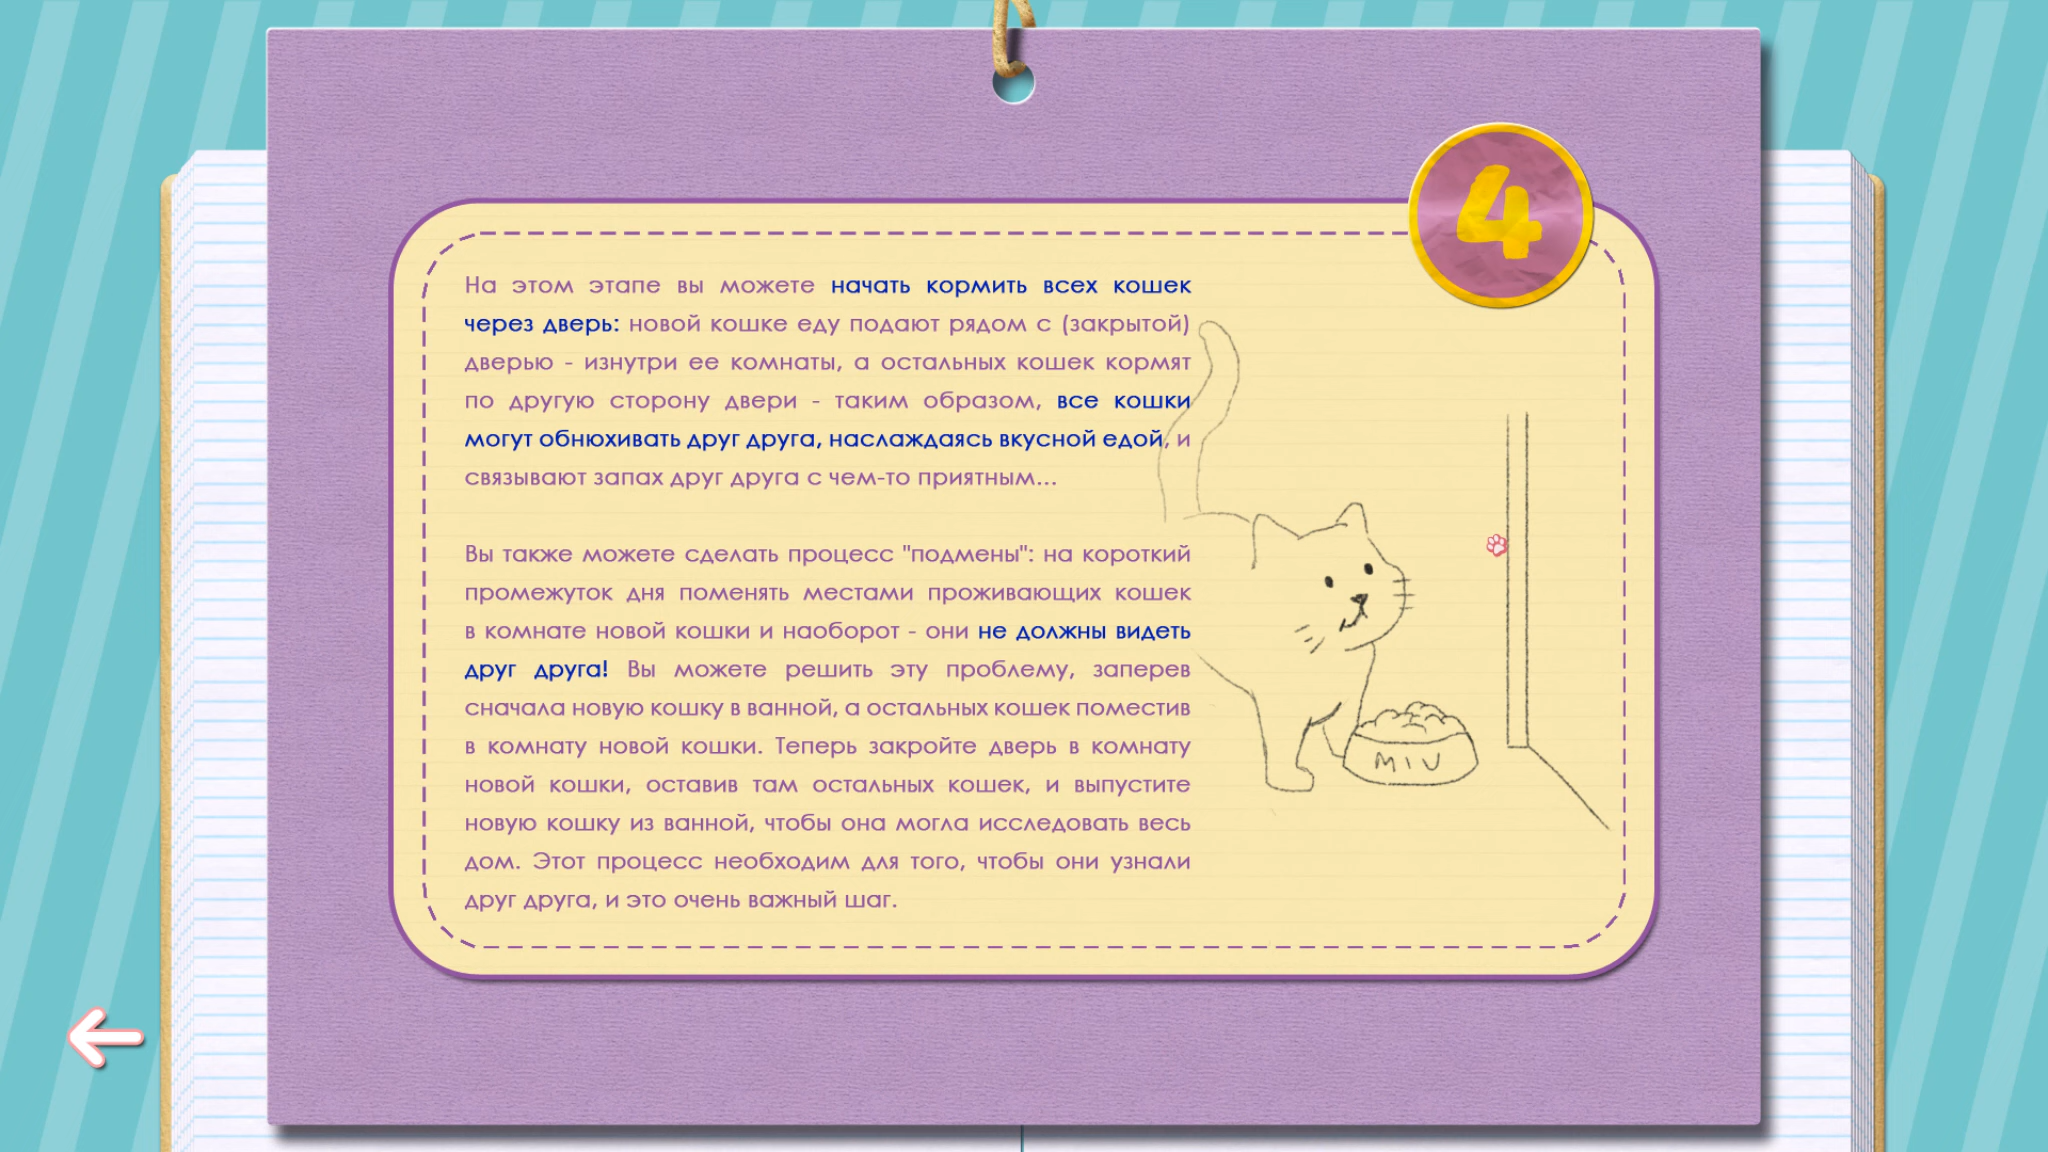 4
На этом этапе вы можете начать кормить всех кошек
через дверь: новой кошке еду подают рядом с (закрытой)
дверью - изнутри ее комнаты, а остальных кошек кормят
по другую сторону двери - таким образом, все кошки
могут обнюхивать друг друга, наслаждаясь вкусной едой, и
связывают запах друг друга с чем-то приятным...
Вы также можете сделать процесс "подмены": на короткий
промежуток дня поменять местами проживающих кошек
в комнате новой кошки и наоборот - они не должны видеть
друг друга! Вы можете решить эту проблему, заперев
сначала новую кошку в ванной, а остальных кошек поместив
в комнату новой кошки. Теперь закройте дверь в комнату
новой кошки, оставив там остальных кошек, и выпустите
новую кошку из ванной, чтобы она могла исследовать весь
дом. Этот процесс необходим для того, чтобы они узнали
друг друга, и это очень важный шаг.
MIU